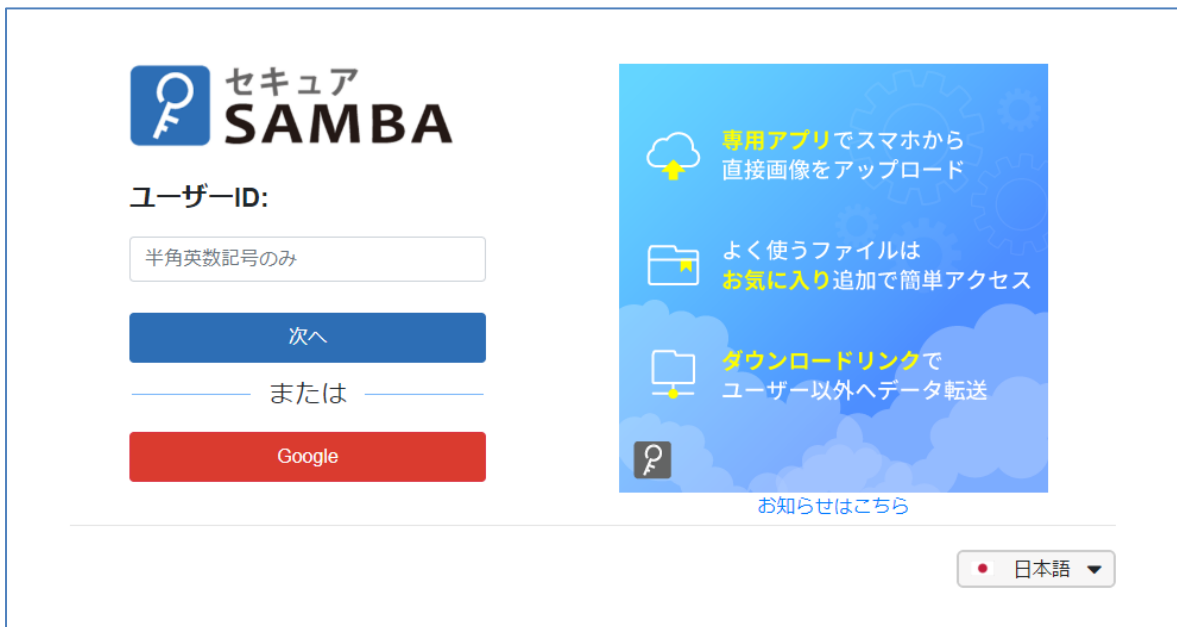 セキュア
SAMBA
ユーザーID:
半角英数記号のみ
次へ
または
Google
専用アプリでスマホから
直接画像をアップロード
よく使うファイルは
お気に入り追加で簡単アクセス
ダウンロードリンクで
ユーザー以外へデータ転送
お知らせはこちら
日本語